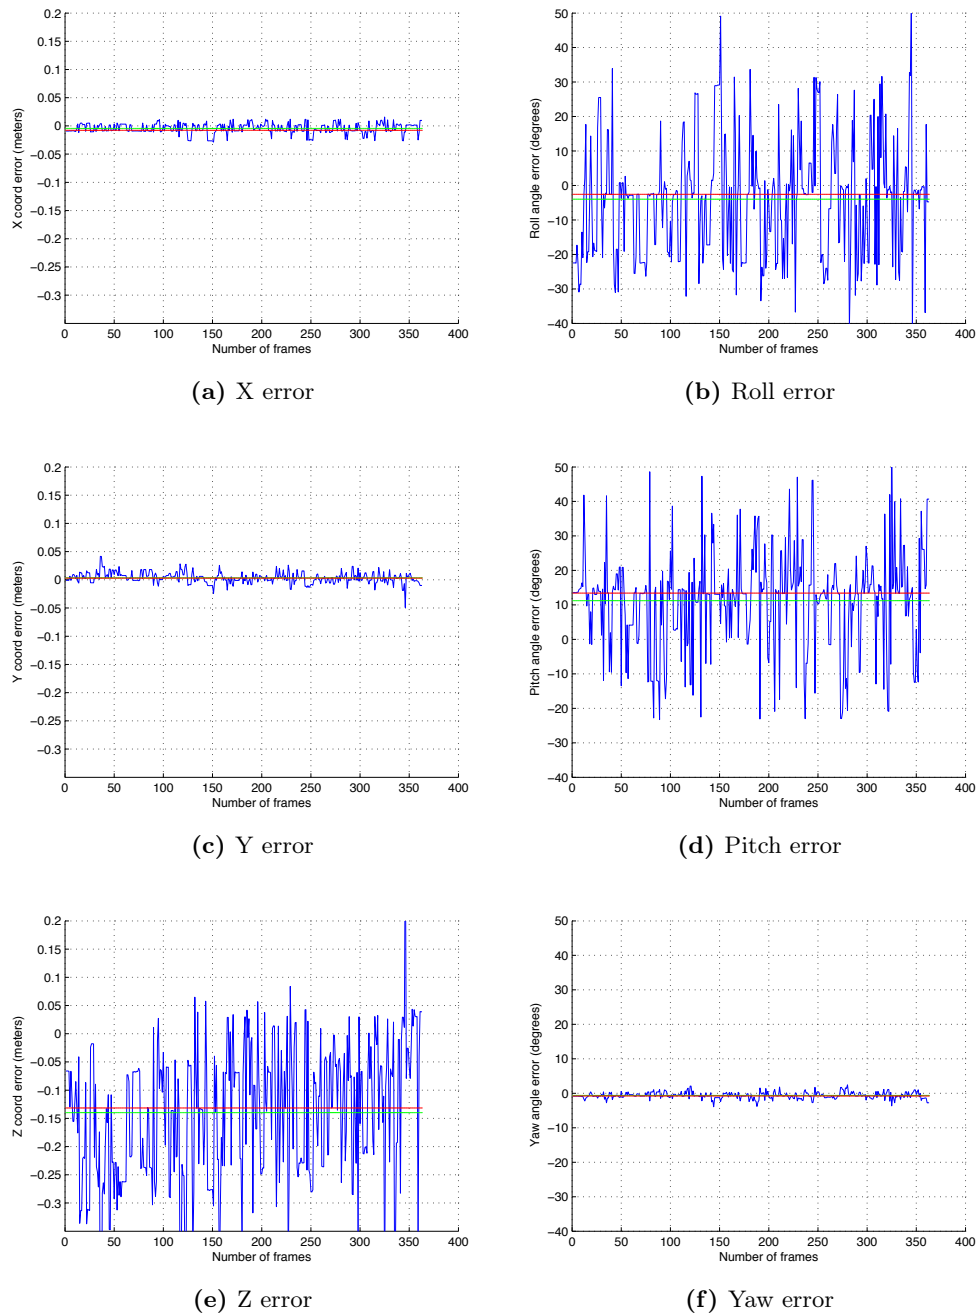 0.2
0.15
0.1
0.05
0
−0.05
−0.1
−0.15
−0.2
−0.25
−0.3
X coord error (meters)
0 50 100 150 200 250 300 350 400
Number of frames
(a) X error
50
40
30
20
10
0
−10
−20
−30
−40
Roll angle error (degrees)
0 50 100 150 200 250 300 350 400
Number of frames
(b) Roll error
0.2
0.15
0.1
0.05
0
−0.05
−0.1
−0.15
−0.2
−0.25
−0.3
Y coord error (meters)
0 50 100 150 200 250 300 350 400
Number of frames
(c) Y error
50
40
30
20
10
0
−10
−20
−30
−40
Pitch angle error (degrees)
0 50 100 150 200 250 300 350 400
Number of frames
(d) Pitch error
0.2
0.15
0.1
0.05
0
−0.05
−0.1
−0.15
−0.2
−0.25
−0.3
Z coord error (meters)
0 50 100 150 200 250 300 350 400
Number of frames
(e) Z error
50
40
30
20
10
0
−10
−20
−30
−40
Yaw angle error (degrees)
0 50 100 150 200 250 300 350 400
Number of frames
(f) Yaw error